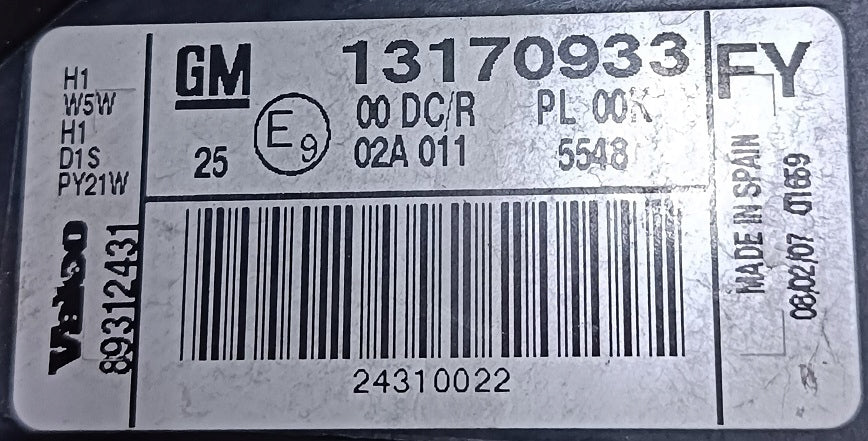 H1
W5W
H1
D1S
PY21W
Valeo
89312431
GM
13170933
FY
25
E9
00 DC/R PL 00K
02A 011 5548
24310022
MADE IN SPAIN
08/02/07 01659